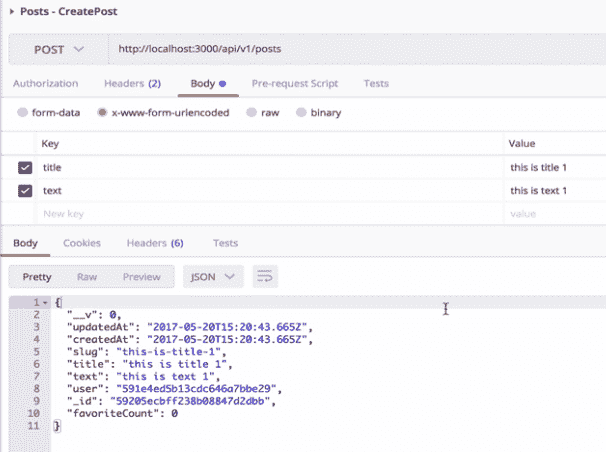 Posts - CreatePost
POST http://localhost:3000/api/v1/posts
Authorization Headers (2) Body Pre-request Script Tests
form-data x-www-form-urlencoded raw binary
Key Value
title this is title 1
text this is text 1
New key value
Body Cookies Headers (6) Tests
Pretty Raw Preview JSON
1 {
2 "__v": 0,
3 "updatedAt": "2017-05-20T15:20:43.665Z",
4 "createdAt": "2017-05-20T15:20:43.665Z",
5 "slug": "this-is-title-1",
6 "title": "this is title 1",
7 "text": "this is text 1",
8 "user": "591e4ed5b13cdc646a7bbe29",
9 "_id": "59205ecbff238b08847d2dbb",
10 "favoriteCount": 0
11 }